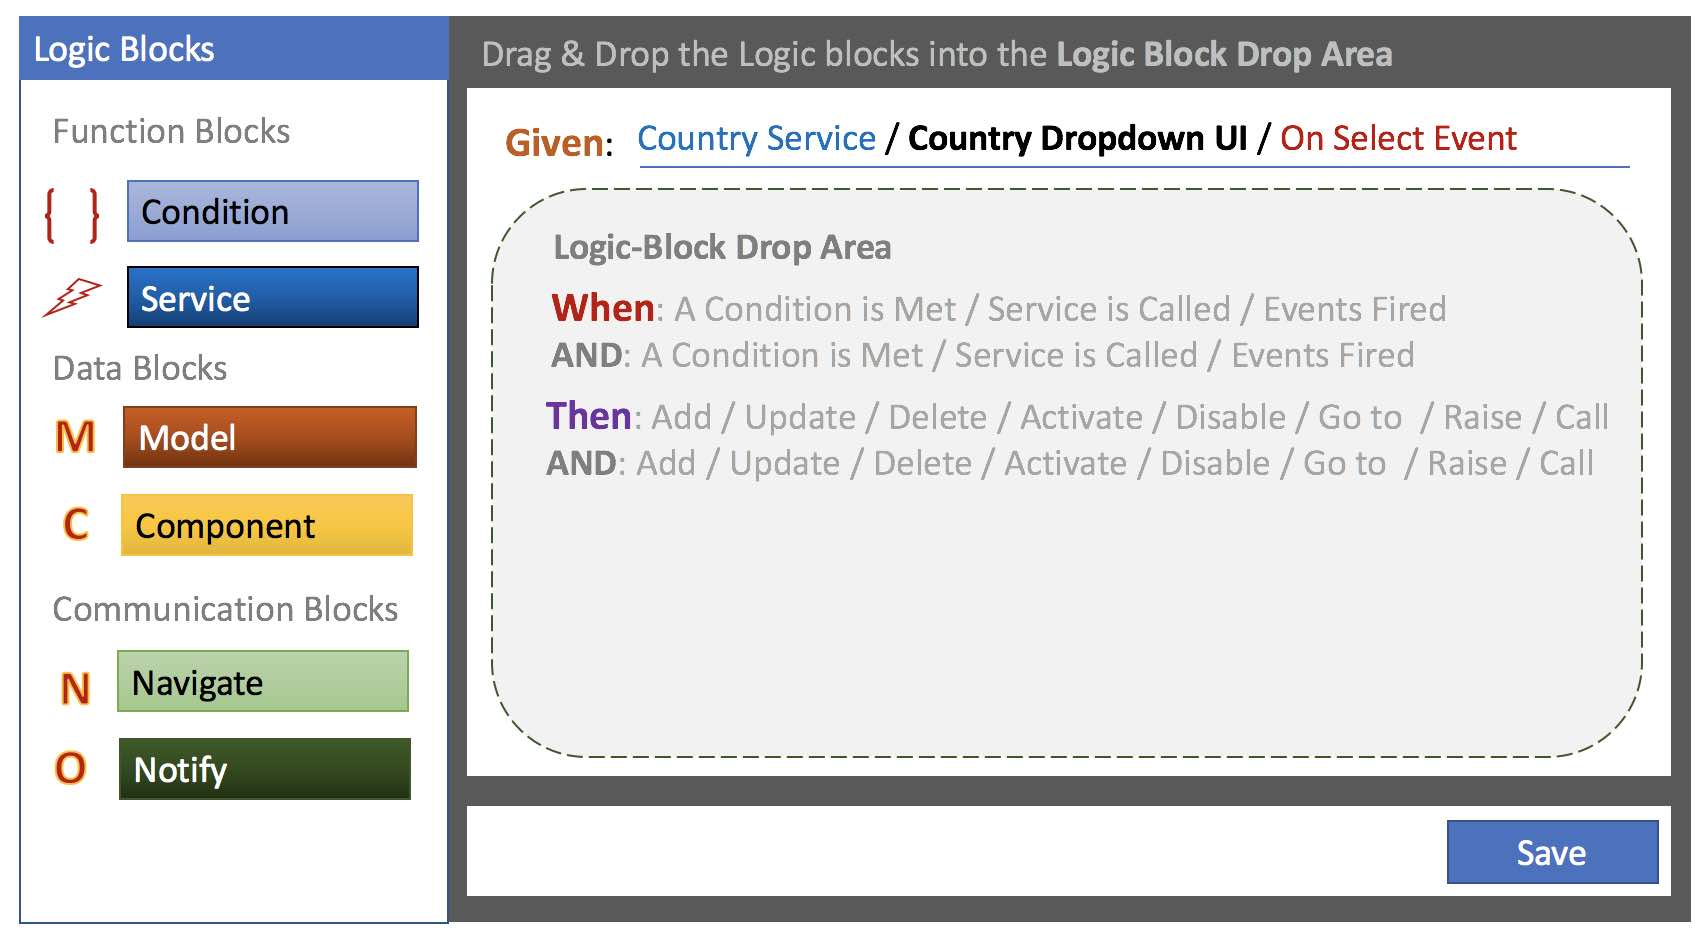 Logic Blocks
Function Blocks
{ } Condition
Service
Data Blocks
M Model
C Component
Communication Blocks
N Navigate
O Notify
Drag & Drop the Logic blocks into the Logic Block Drop Area
Given: Country Service / Country Dropdown UI / On Select Event
Logic-Block Drop Area
When: A Condition is Met / Service is Called / Events Fired
AND: A Condition is Met / Service is Called / Events Fired
Then: Add / Update / Delete / Activate / Disable / Go to / Raise / Call
AND: Add / Update / Delete / Activate / Disable / Go to / Raise / Call
Save